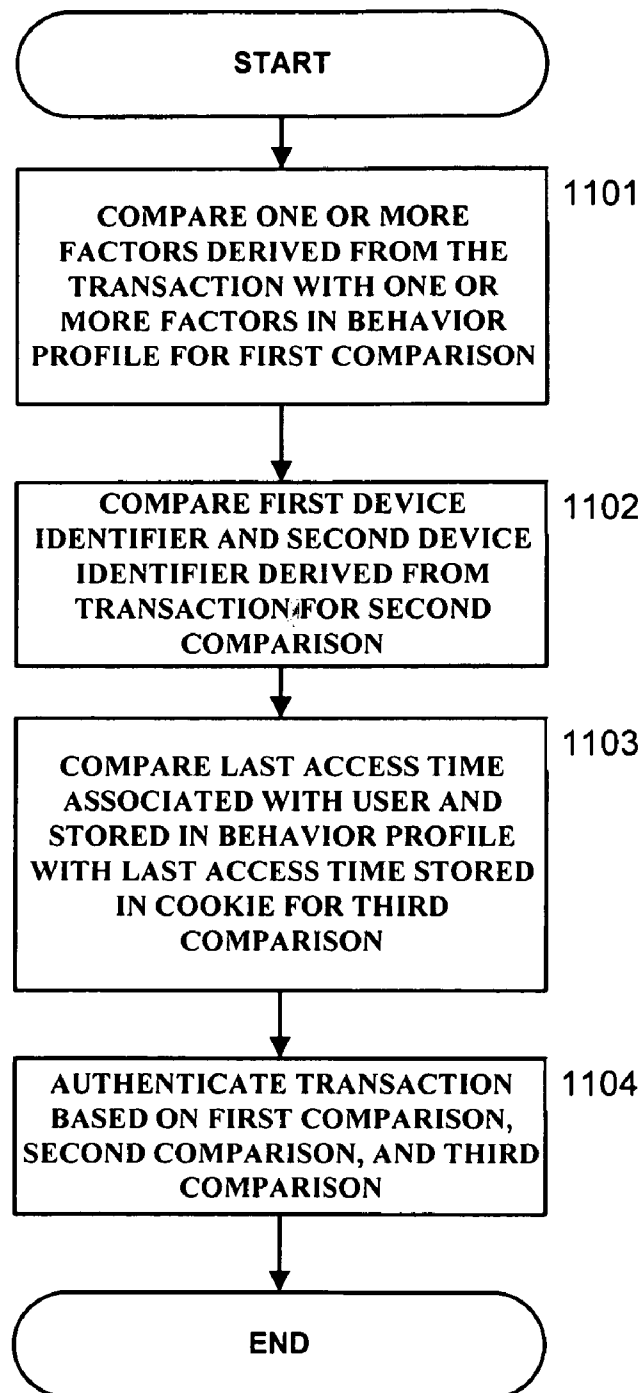 START
1101
COMPARE ONE OR MORE
FACTORS DERIVED FROM THE
TRANSACTION WITH ONE OR
MORE FACTORS IN BEHAVIOR
PROFILE FOR FIRST COMPARISON
1102
COMPARE FIRST DEVICE
IDENTIFIER AND SECOND DEVICE
IDENTIFIER DERIVED FROM
TRANSACTION FOR SECOND
COMPARISON
1103
COMPARE LAST ACCESS TIME
ASSOCIATED WITH USER AND
STORED IN BEHAVIOR PROFILE
WITH LAST ACCESS TIME STORED
IN COOKIE FOR THIRD
COMPARISON
1104
AUTHENTICATE TRANSACTION
BASED ON FIRST COMPARISON,
SECOND COMPARISON, AND THIRD
COMPARISON
END